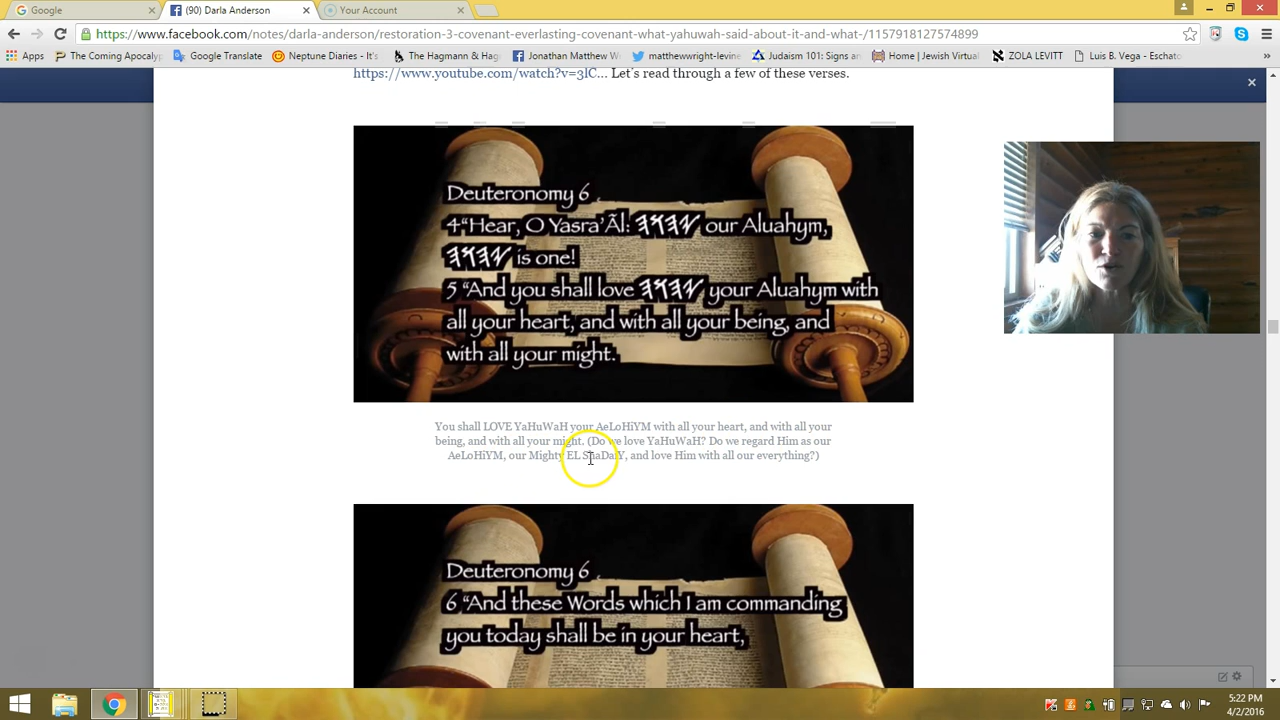 Google
(90) Darla Anderson
Your Account
https://www.facebook.com/notes/darla-anderson/restoration-3-covenant-everlasting-covenant-what-yahuwah-said-about-it-and-what-/1157918127574899
Apps
The Coming Apocalyp
Google Translate
Neptune Directories *
The Hagmann and H
Jonathan Matthew W
matthewwright-levine
Judaism 101: Signs an
Home | Jewish Virtual
ZOLA LEVITT
Luis B. Vega - Eschato
https://www.youtube.com/watch?v=3lC... Let's read through a few of these verses.
Deuteronomy 6
4“Hear, O Yasra’Ãl: 𐤉𐤄𐤅𐤄 our Aluahym,
𐤉𐤄𐤅𐤄 is one!
5 “And you shall love 𐤉𐤄𐤅𐤄 your Aluahym with
all your heart, and with all your being, and
with all your might.
You shall LOVE YaHuWaH your AeLoHiYM with all your heart, and with all your
being, and with all your might. (Do we love YaHuWaH? Do we regard Him as our
AeLoHiYM, our Mighty EL ShaDaiY, and love Him with all our everything?)
Deuteronomy 6
6 “And these Words which I am commanding
you today shall be in your heart,
5:22 PM
4/2/2016